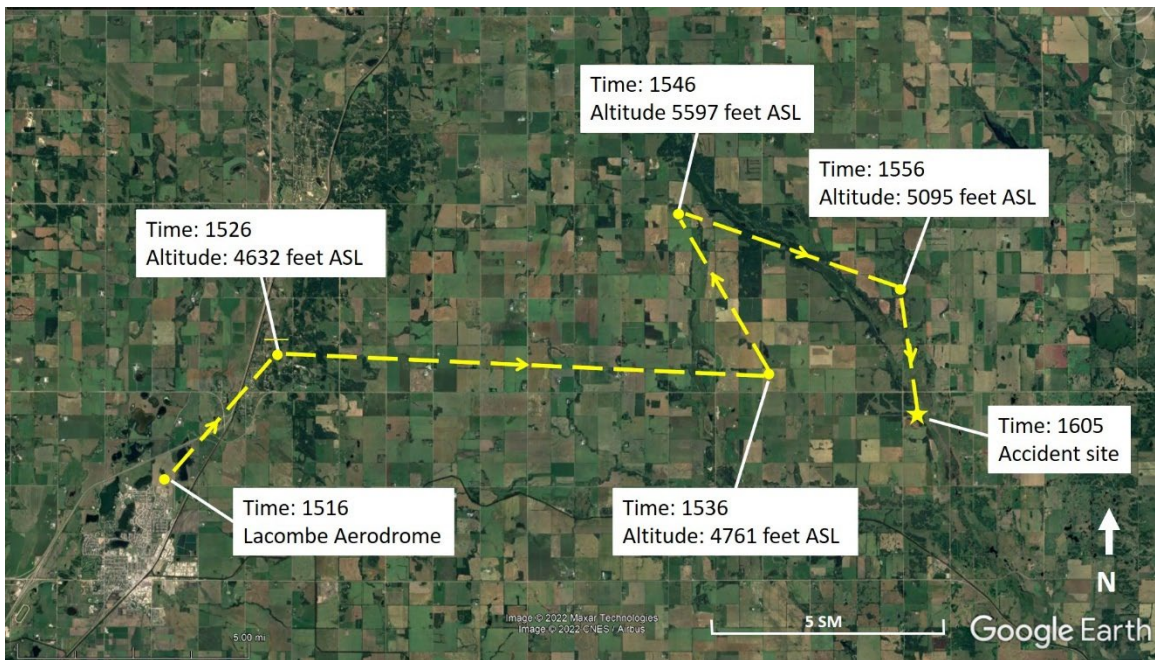 Time: 1546
Altitude 5597 feet ASL
Time: 1556
Altitude: 5095 feet ASL
Time: 1526
Altitude: 4632 feet ASL
Time: 1605
Accident site
Time: 1516
Lacombe Aerodrome
Time: 1536
Altitude: 4761 feet ASL
N
Image © 2022 Maxar Technologies
Image © 2022 CNES / Airbus
5 SM
Google Earth
5.00 mi